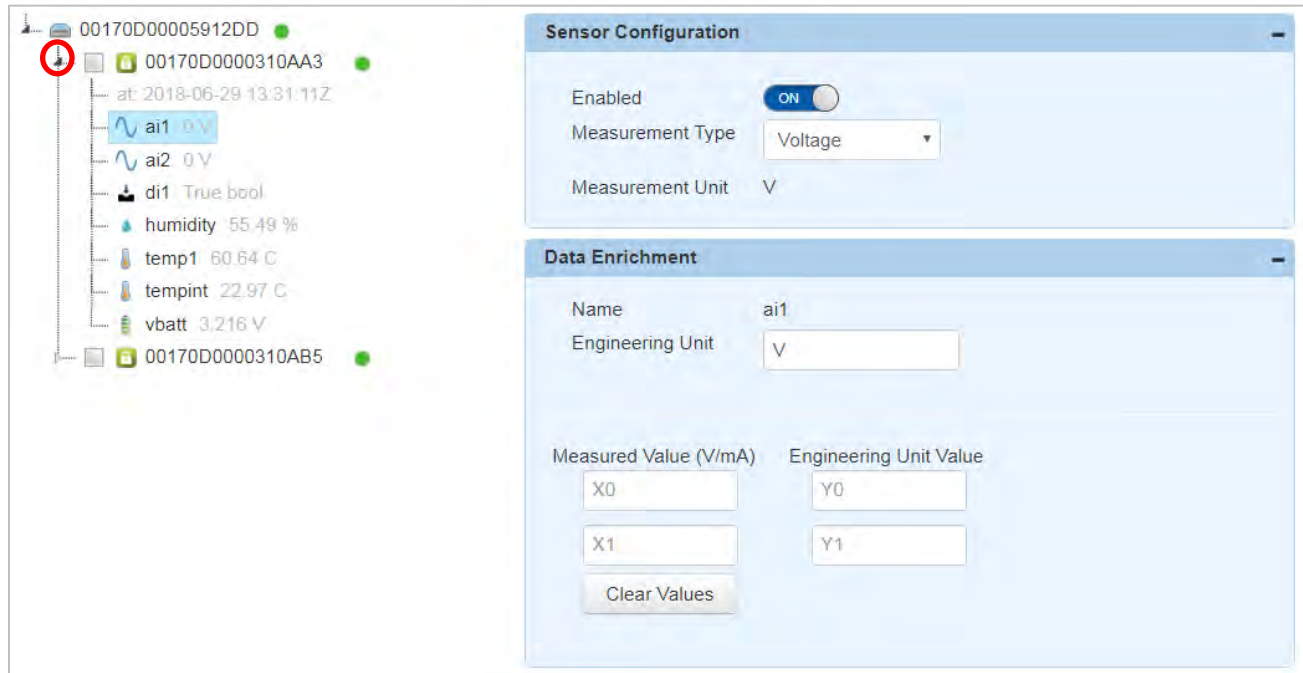 00170D00005912DD
00170D0000310AA3
at: 2018-06-29 13:31:11Z
ai1 0 V
ai2 0 V
di1 True bool
humidity 55.49 %
temp1 60.64 C
tempint 22.97 C
vbatt 3.216 V
00170D0000310AB5
Sensor Configuration
Enabled ON
Measurement Type Voltage
Measurement Unit V
Data Enrichment
Name ai1
Engineering Unit V
Measured Value (V/mA) Engineering Unit Value
X0 Y0
X1 Y1
Clear Values